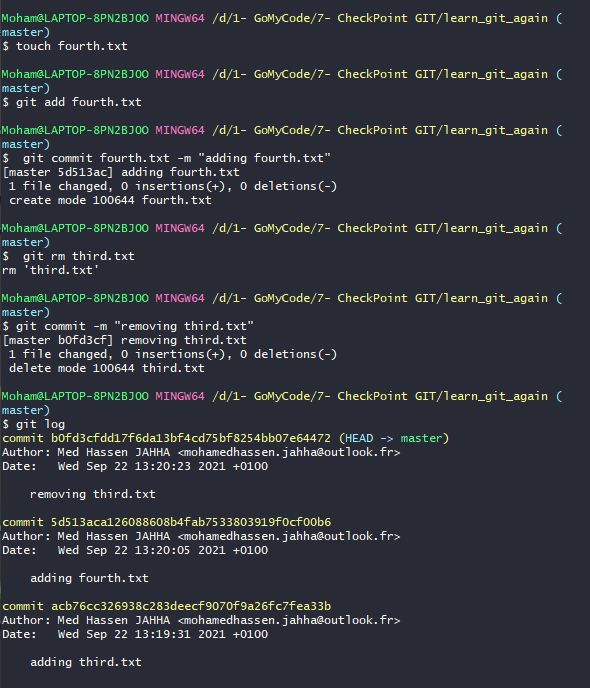 Moham@LAPTOP-8PN2BJOO MINGW64 /d/1- GoMyCode/7- CheckPoint GIT/learn_git_again (
master)
$ touch fourth.txt
Moham@LAPTOP-8PN2BJOO MINGW64 /d/1- GoMyCode/7- CheckPoint GIT/learn_git_again (
master)
$ git add fourth.txt
Moham@LAPTOP-8PN2BJOO MINGW64 /d/1- GoMyCode/7- CheckPoint GIT/learn_git_again (
master)
$  git commit fourth.txt -m "adding fourth.txt"
[master 5d513ac] adding fourth.txt
 1 file changed, 0 insertions(+), 0 deletions(-)
 create mode 100644 fourth.txt
Moham@LAPTOP-8PN2BJOO MINGW64 /d/1- GoMyCode/7- CheckPoint GIT/learn_git_again (
master)
$  git rm third.txt
rm 'third.txt'
Moham@LAPTOP-8PN2BJOO MINGW64 /d/1- GoMyCode/7- CheckPoint GIT/learn_git_again (
master)
$ git commit -m "removing third.txt"
[master b0fd3cf] removing third.txt
 1 file changed, 0 insertions(+), 0 deletions(-)
 delete mode 100644 third.txt
Moham@LAPTOP-8PN2BJOO MINGW64 /d/1- GoMyCode/7- CheckPoint GIT/learn_git_again (
master)
$ git log
commit b0fd3cfdd17f6da13bf4cd75bf8254bb07e64472 (HEAD -> master)
Author: Med Hassen JAHHA <mohamedhassen.jahha@outlook.fr>
Date:   Wed Sep 22 13:20:23 2021 +0100
    removing third.txt
commit 5d513aca126088608b4fab7533803919f0cf00b6
Author: Med Hassen JAHHA <mohamedhassen.jahha@outlook.fr>
Date:   Wed Sep 22 13:20:05 2021 +0100
    adding fourth.txt
commit acb76cc326938c283deecf9070f9a26fc7fea33b
Author: Med Hassen JAHHA <mohamedhassen.jahha@outlook.fr>
Date:   Wed Sep 22 13:19:31 2021 +0100
    adding third.txt